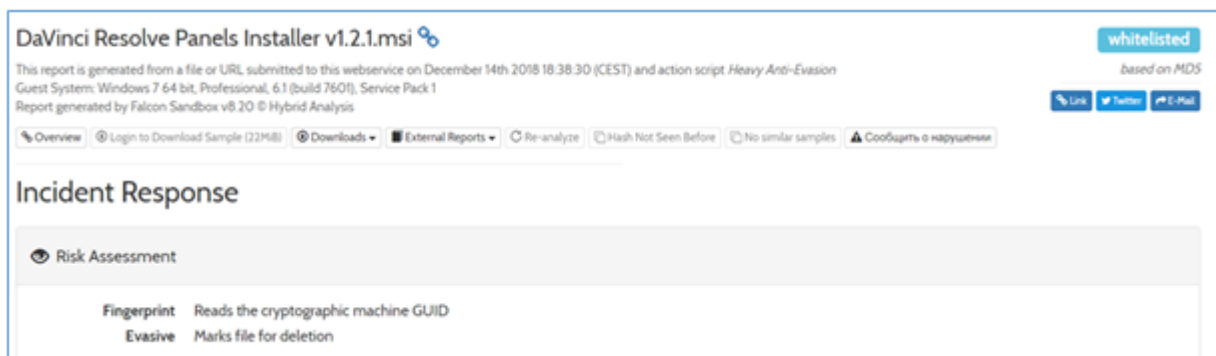 DaVinci Resolve Panels Installer v1.2.1.msi
whitelisted
This report is generated from a file or URL submitted to this webservice on December 14th 2018 18:38:30 (CEST) and action script Heavy Anti-Evasion
based on MD5
Guest System: Windows 7 64 bit, Professional, 6.1 (build 7601), Service Pack 1
Report generated by Falcon Sandbox v8.20 © Hybrid Analysis
Link Twitter E-Mail
Overview Login to Download Sample (22MiB) Downloads External Reports Re-analyze Hash Not Seen Before No similar samples Сообщить о нарушении
Incident Response
Risk Assessment
Fingerprint Reads the cryptographic machine GUID
Evasive Marks file for deletion